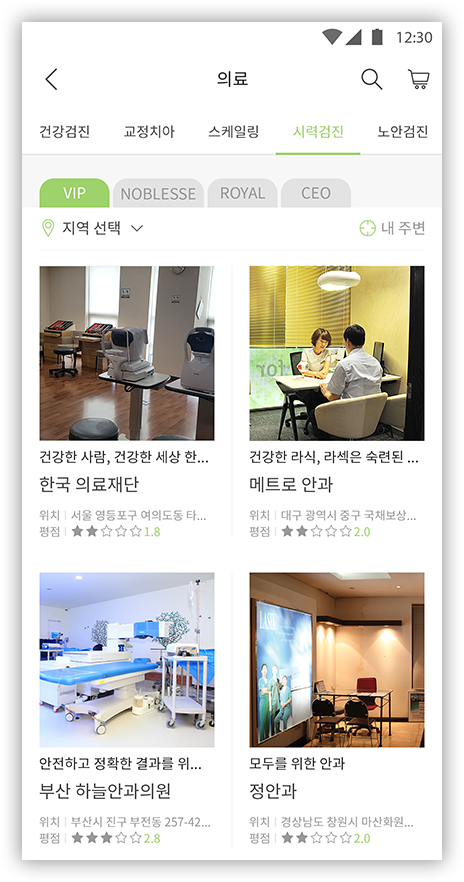 12:30
의료
건강검진 교정치아 스케일링 시력검진 노안검진
VIP NOBLESSE ROYAL CEO
지역 선택 내 주변
건강한 사람, 건강한 세상 한...
한국 의료재단
위치 | 서울 영등포구 여의도동 타...
평점 | ★★☆☆☆ 1.8
건강한 라식, 라섹은 숙련된 ...
메트로 안과
위치 | 대구 광역시 중구 국채보상...
평점 | ★★☆☆☆ 2.0
LASIK
안전하고 정확한 결과를 위...
부산 하늘안과의원
위치 | 부산시 진구 부전동 257-42...
평점 | ★★★☆☆ 2.8
모두를 위한 안과
정안과
위치 | 경상남도 창원시 마산화원...
평점 | ★★☆☆☆ 2.0